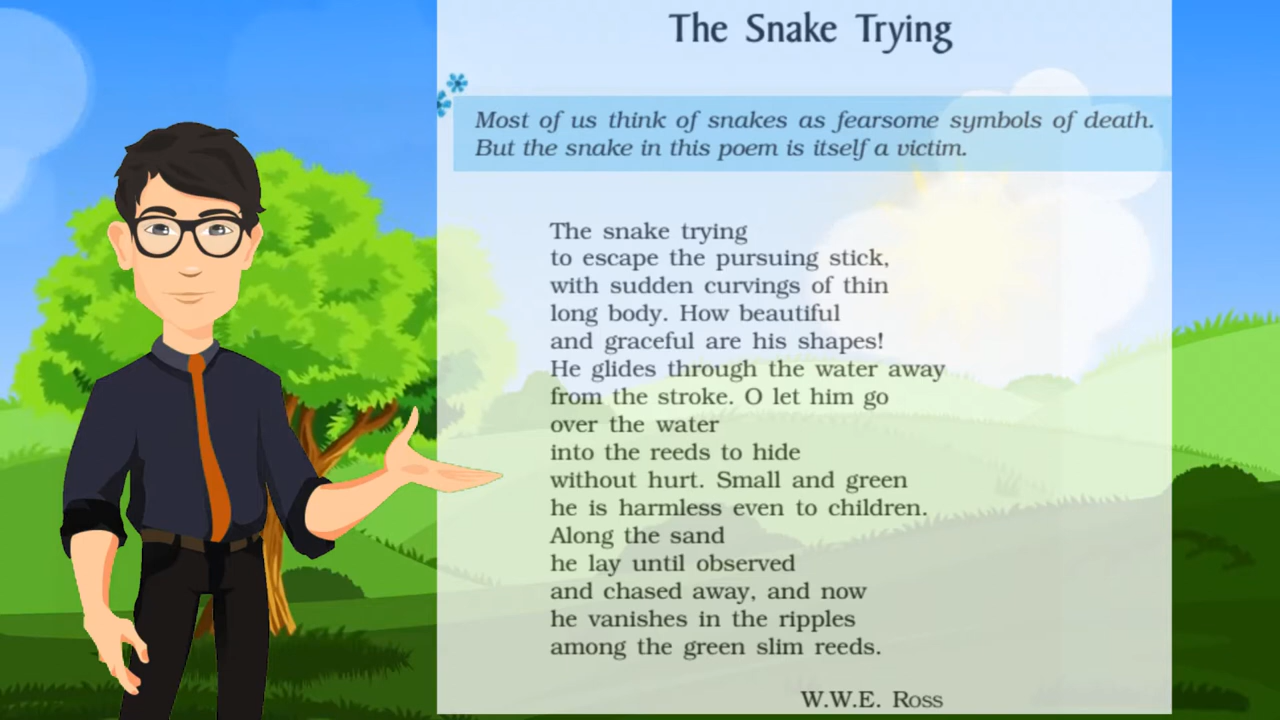 The Snake Trying
Most of us think of snakes as fearsome symbols of death.
But the snake in this poem is itself a victim.
The snake trying
to escape the pursuing stick,
with sudden curvings of thin
long body. How beautiful
and graceful are his shapes!
He glides through the water away
from the stroke. O let him go
over the water
into the reeds to hide
without hurt. Small and green
he is harmless even to children.
Along the sand
he lay until observed
and chased away, and now
he vanishes in the ripples
among the green slim reeds.
W.W.E. Ross